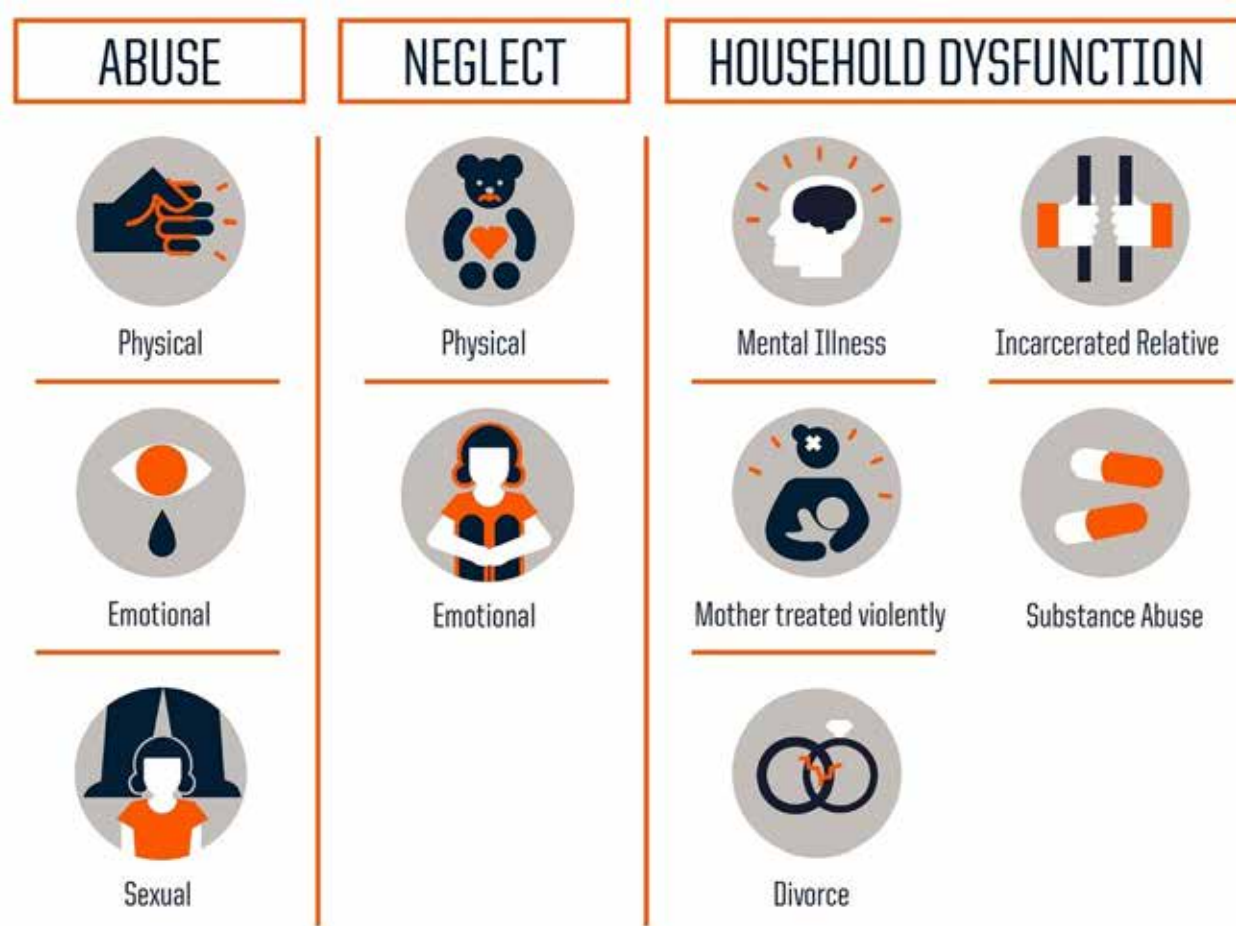 ABUSE
Physical
Emotional
Sexual
NEGLECT
Physical
Emotional
HOUSEHOLD DYSFUNCTION
Mental Illness
Incarcerated Relative
Mother treated violently
Substance Abuse
Divorce